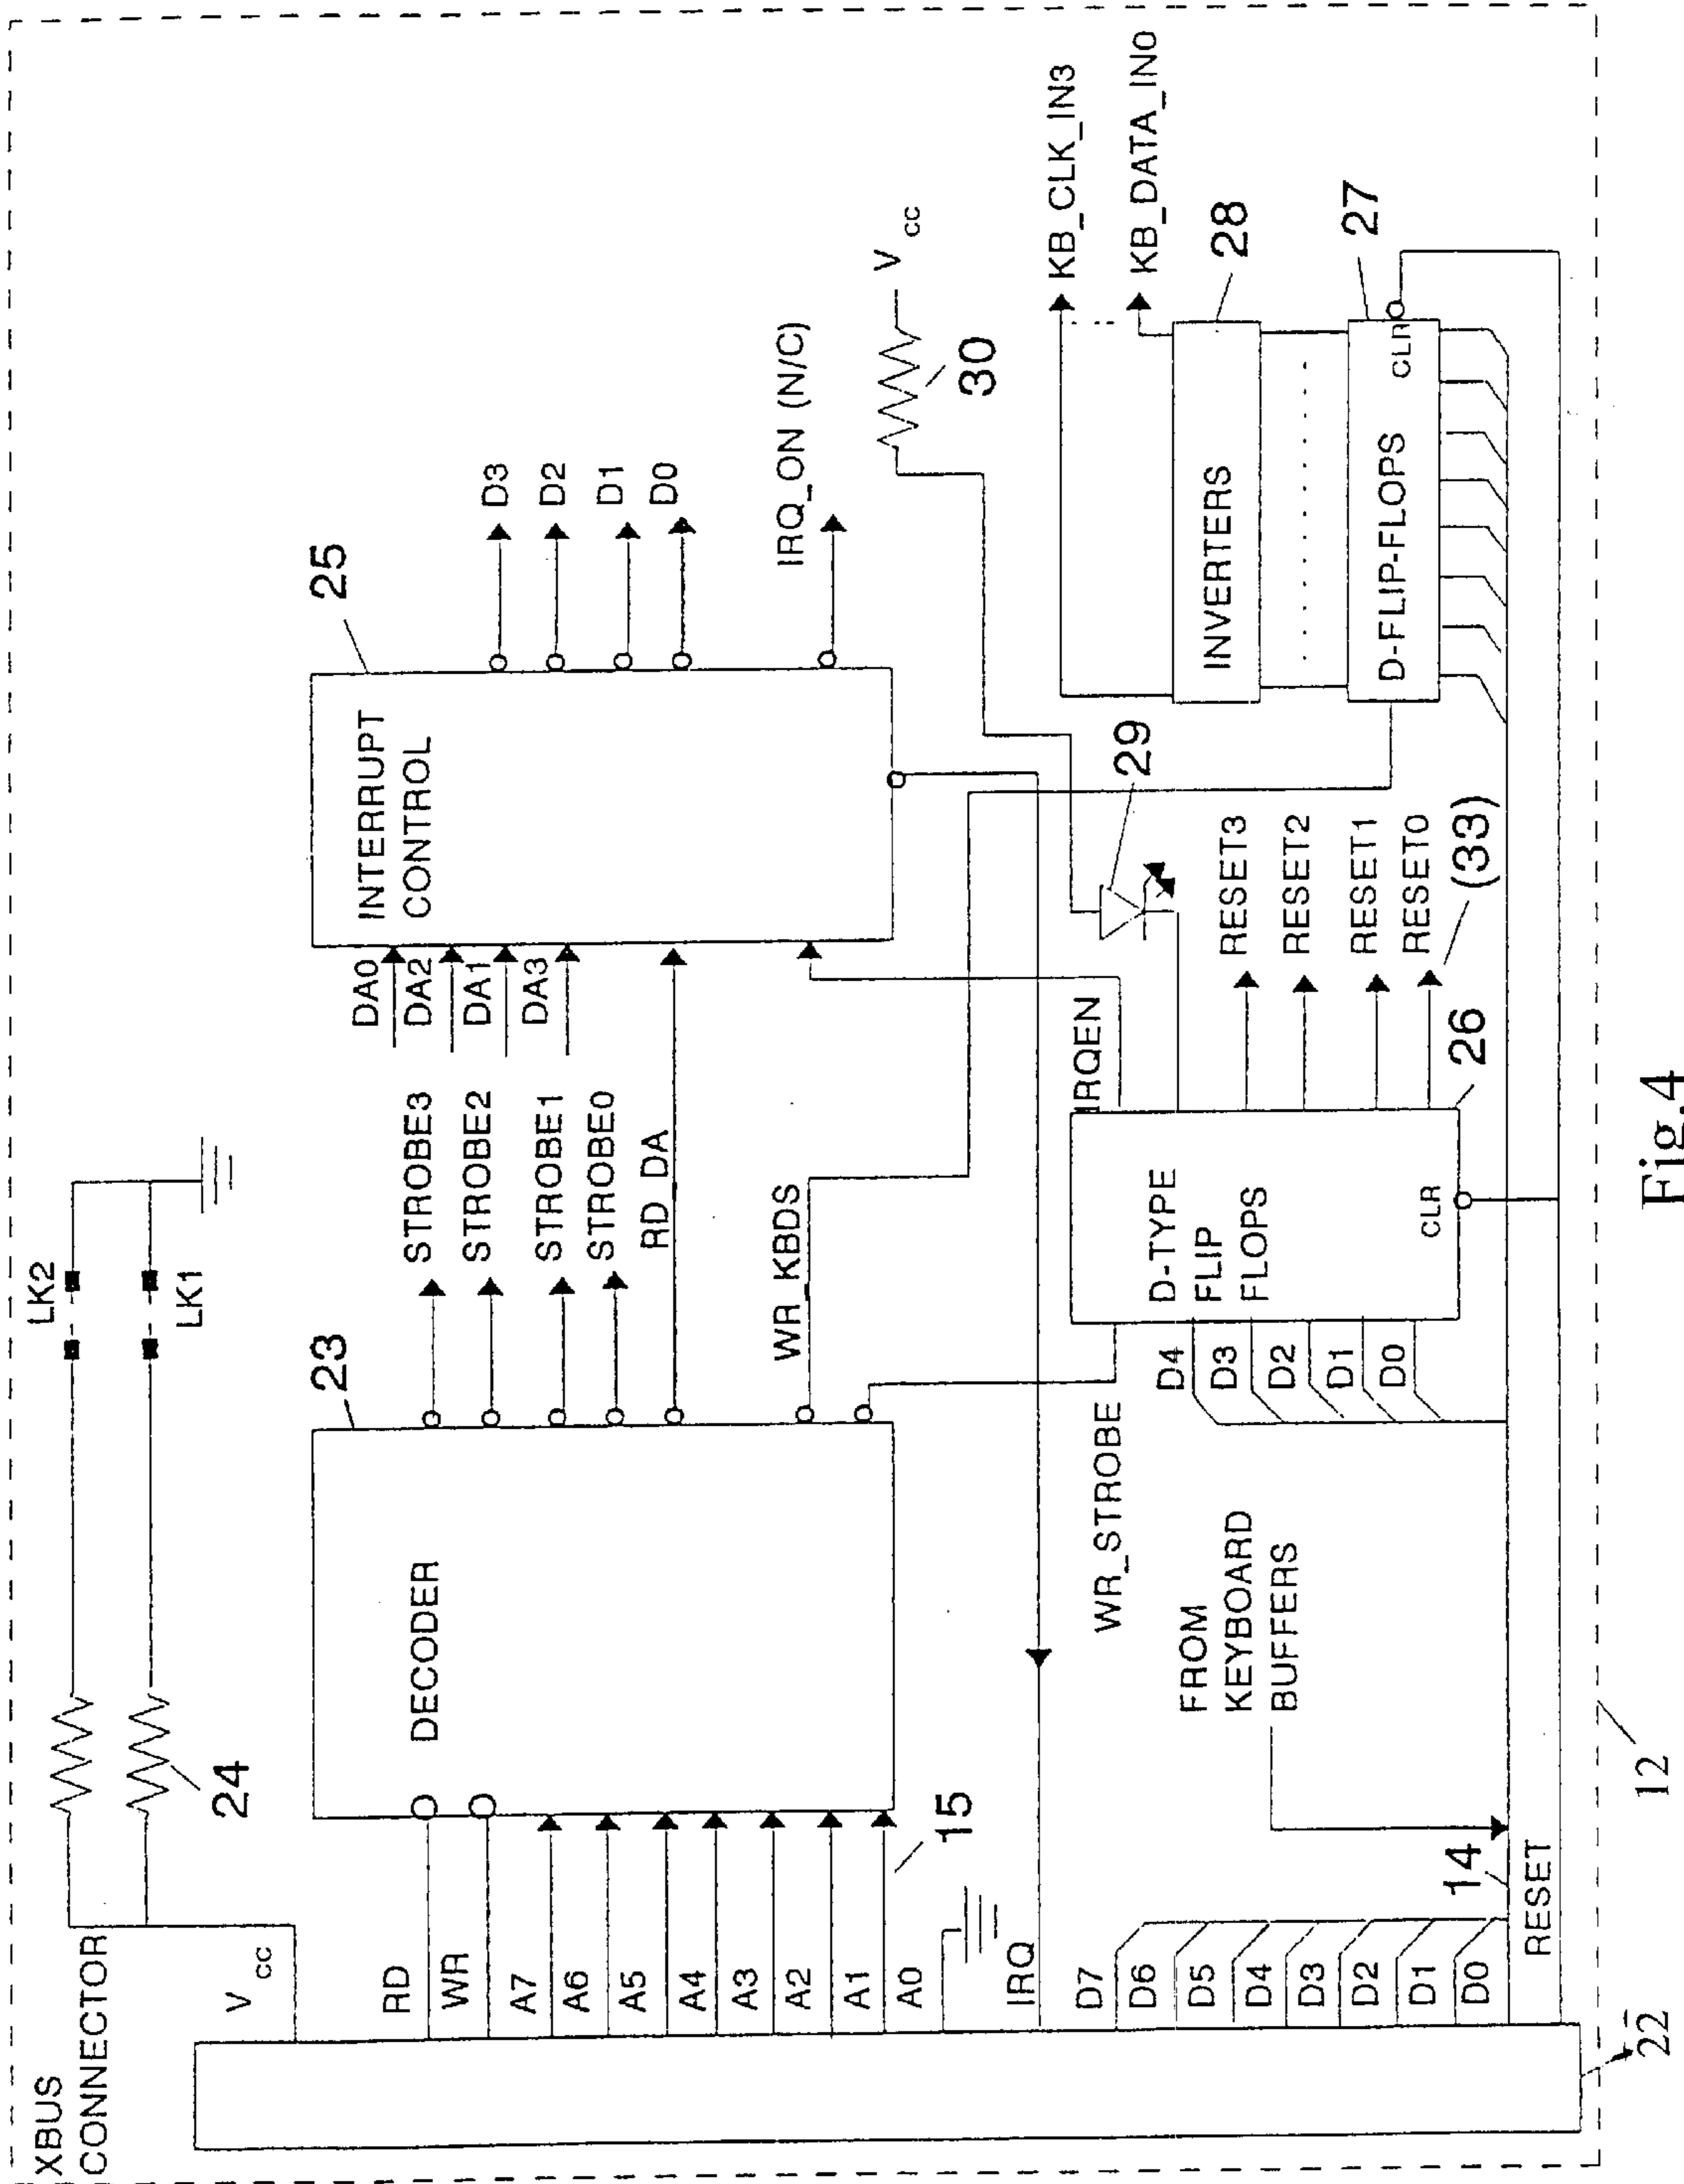 XBUS
CONNECTOR
Vcc
LK2
LK1
24
RD
WR
A7
A6
A5
A4
A3
A2
A1
A0
15
DECODER
23
STROBE3
STROBE2
STROBE1
STROBE0
RD_DA
WR_KBDS
DA0
DA2
DA1
DA3
INTERRUPT
CONTROL
25
D3
D2
D1
D0
IRQ_ON (N/C)
Vcc
30
IRQ
WR_STROBE
IRQEN
29
D7
D6
D5
D4
D3
D2
D1
D0
FROM
KEYBOARD
BUFFERS
14
RESET
D4
D3
D2
D1
D0
D-TYPE
FLIP
FLOPS
CLR
26
RESET3
RESET2
RESET1
RESET0
(33)
INVERTERS
28
D-FLIP-FLOPS
CLR
27
KB_CLK_IN3
KB_DATA_IN0
22
12
Fig.4